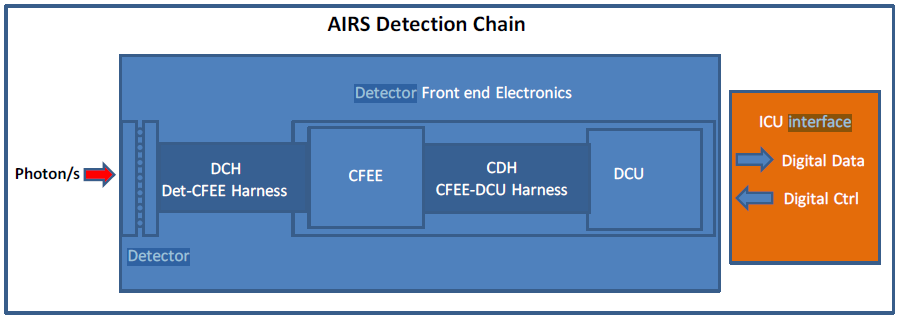 AIRS Detection Chain
Detector Front end Electronics
ICU interface
Photon/s
DCH
Det-CFEE Harness
CFEE
CDH
CFEE-DCU Harness
DCU
Digital Data
Digital Ctrl
Detector